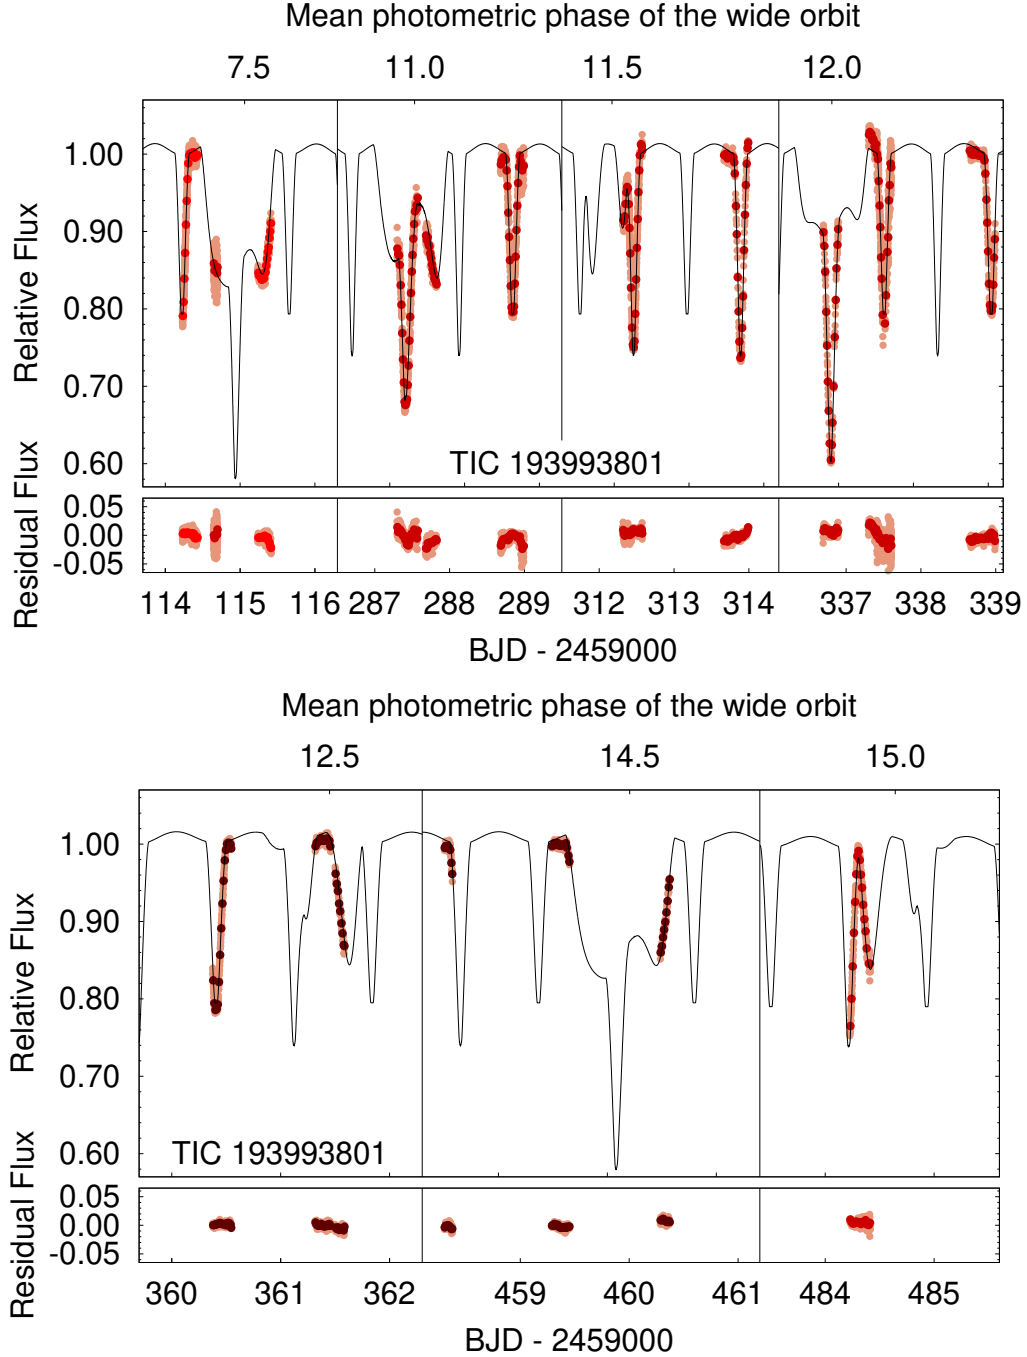 Mean photometric phase of the wide orbit
7.5 11.0 11.5 12.0
1.00
0.90
0.80
0.70
0.60
Relative Flux
TIC 193993801
0.05
0.00
-0.05
Residual Flux
114 115 116 287 288 289 312 313 314 337 338 339
BJD - 2459000
Mean photometric phase of the wide orbit
12.5 14.5 15.0
1.00
0.90
0.80
0.70
0.60
Relative Flux
TIC 193993801
0.05
0.00
-0.05
Residual Flux
360 361 362 459 460 461 484 485
BJD - 2459000